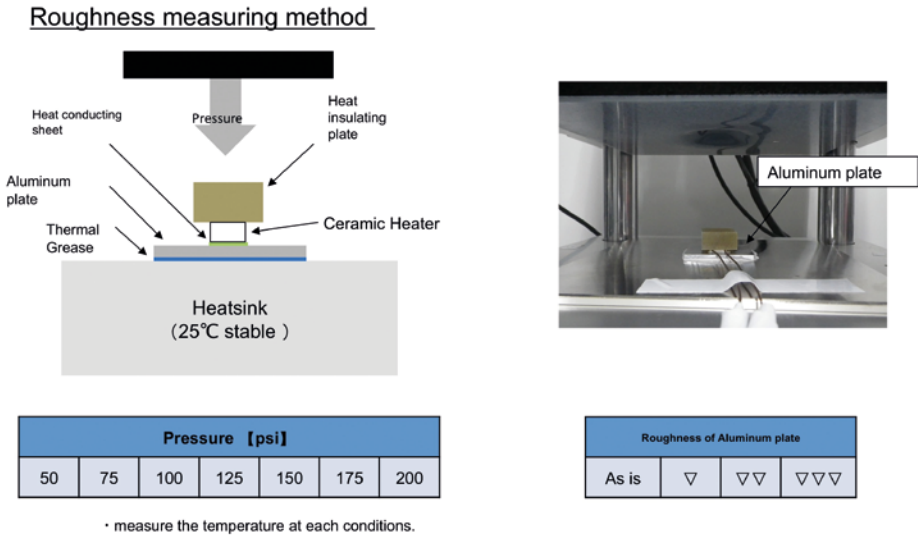 Roughness measuring method
Heat conducting
sheet
Pressure
Heat
insulating
plate
Aluminum
plate
Ceramic Heater
Thermal
Grease
Heatsink
（25℃ stable ）
Aluminum plate
Pressure 【psi】
50 75 100 125 150 175 200
・measure the temperature at each conditions.
Roughness of Aluminum plate
As is ▽ ▽▽ ▽▽▽